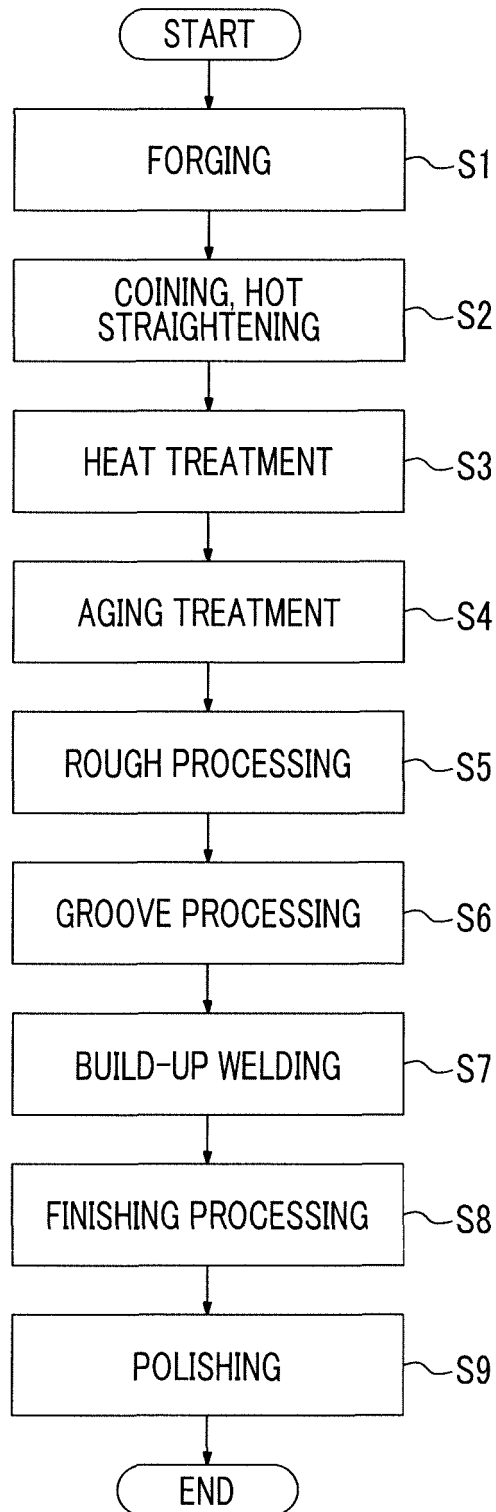 START
FORGING
S1
COINING, HOT
STRAIGHTENING
S2
HEAT TREATMENT
S3
AGING TREATMENT
S4
ROUGH PROCESSING
S5
GROOVE PROCESSING
S6
BUILD-UP WELDING
S7
FINISHING PROCESSING
S8
POLISHING
S9
END